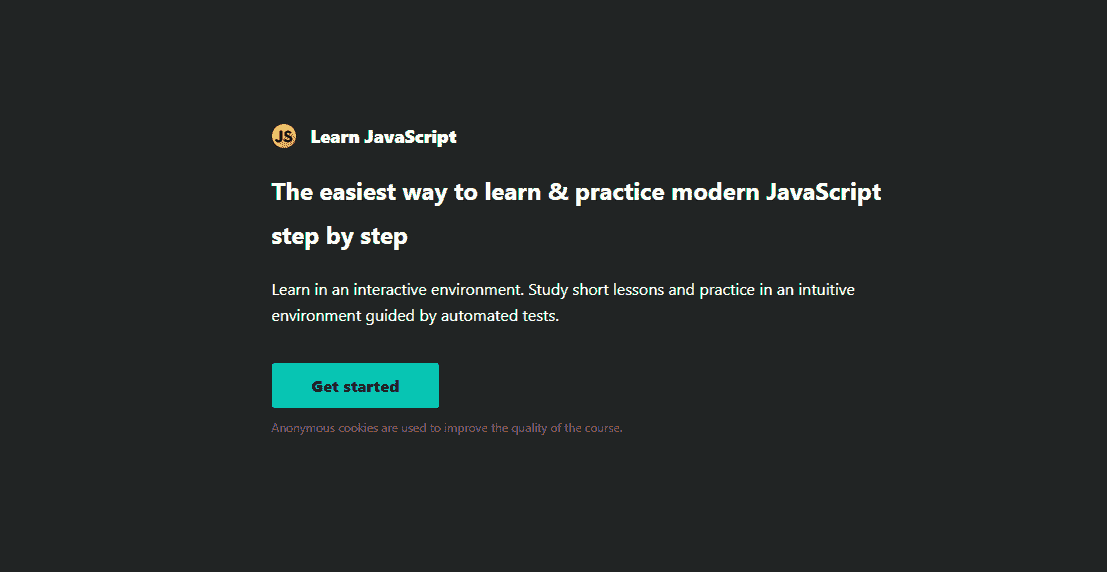 JS Learn JavaScript
The easiest way to learn & practice modern JavaScript
step by step
Learn in an interactive environment. Study short lessons and practice in an intuitive
environment guided by automated tests.
Get started
Anonymous cookies are used to improve the quality of the course.